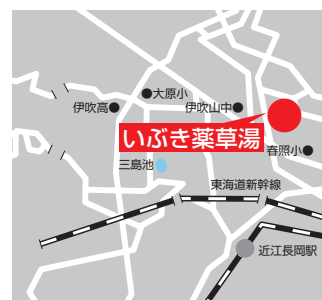 大原小
伊吹高
伊吹山中
いぶき薬草湯
春照小
三島池
東海道新幹線
近江長岡駅